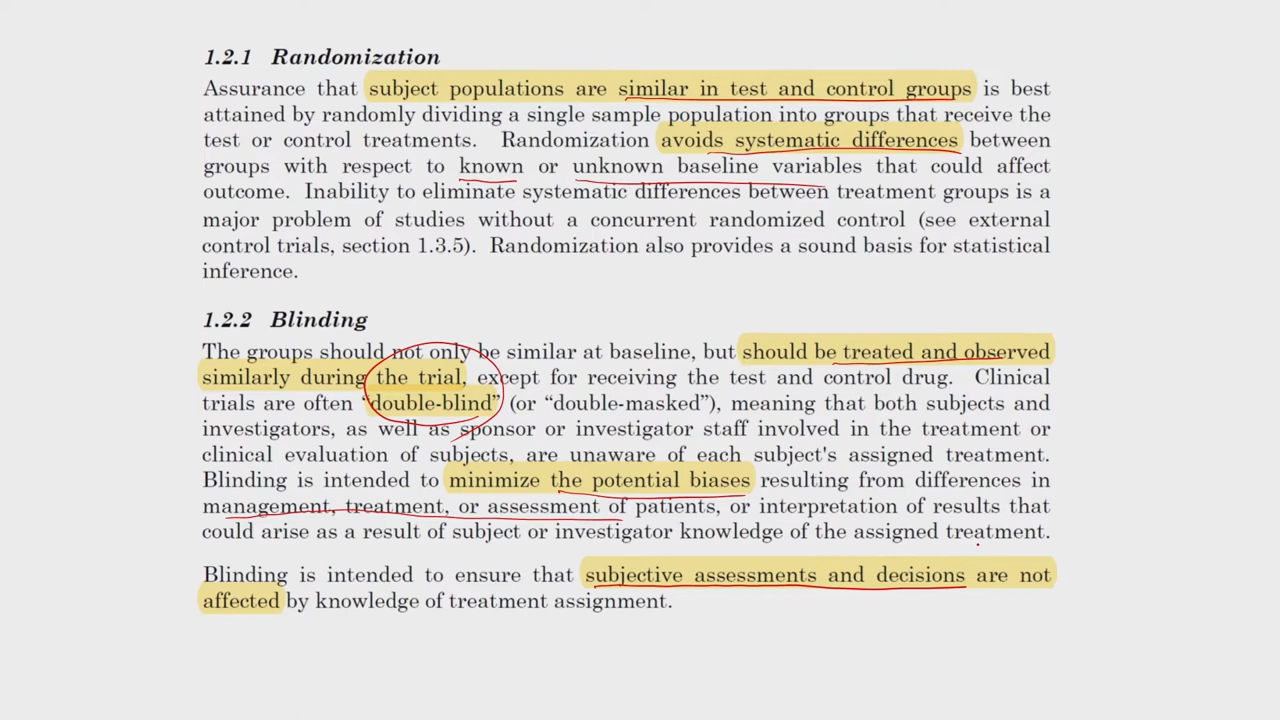 1.2.1 Randomization
Assurance that subject populations are similar in test and control groups is best
attained by randomly dividing a single sample population into groups that receive the
test or control treatments. Randomization avoids systematic differences between
groups with respect to known or unknown baseline variables that could affect
outcome. Inability to eliminate systematic differences between treatment groups is a
major problem of studies without a concurrent randomized control (see external
control trials, section 1.3.5). Randomization also provides a sound basis for statistical
inference.
1.2.2 Blinding
The groups should not only be similar at baseline, but should be treated and observed
similarly during the trial, except for receiving the test and control drug. Clinical
trials are often “double-blind” (or “double-masked”), meaning that both subjects and
investigators, as well as sponsor or investigator staff involved in the treatment or
clinical evaluation of subjects, are unaware of each subject's assigned treatment.
Blinding is intended to minimize the potential biases resulting from differences in
management, treatment, or assessment of patients, or interpretation of results that
could arise as a result of subject or investigator knowledge of the assigned treatment.
Blinding is intended to ensure that subjective assessments and decisions are not
affected by knowledge of treatment assignment.